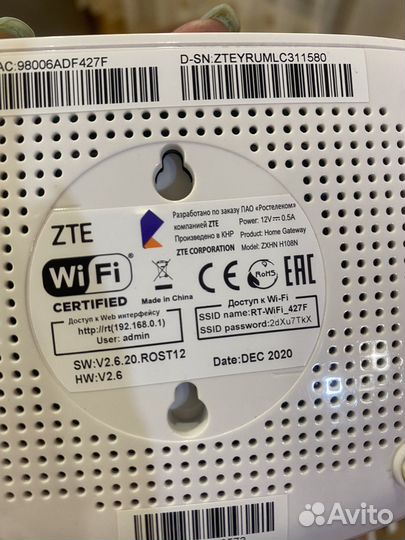 AC:98006ADF427F
D-SN:ZTEYRUMLC311580
ZTE
Разработано по заказу ПАО «Ростелеком»
компанией ZTE
Power: 12V 0.5A
Произведено в КНР
Product: Home Gateway
ZTE CORPORATION
Model: ZXHN H108N
Wi Fi
CERTIFIED
Made in China
CE
RoHS
EAC
Доступ к Web интерфейсу
http://rt(192.168.0.1)
User: admin
Доступ к Wi-Fi
SSID name:RT-WiFi_427F
SSID password:2dXu7TkX
SW:V2.6.20.ROST12
HW:V2.6
Date:DEC 2020
Avito